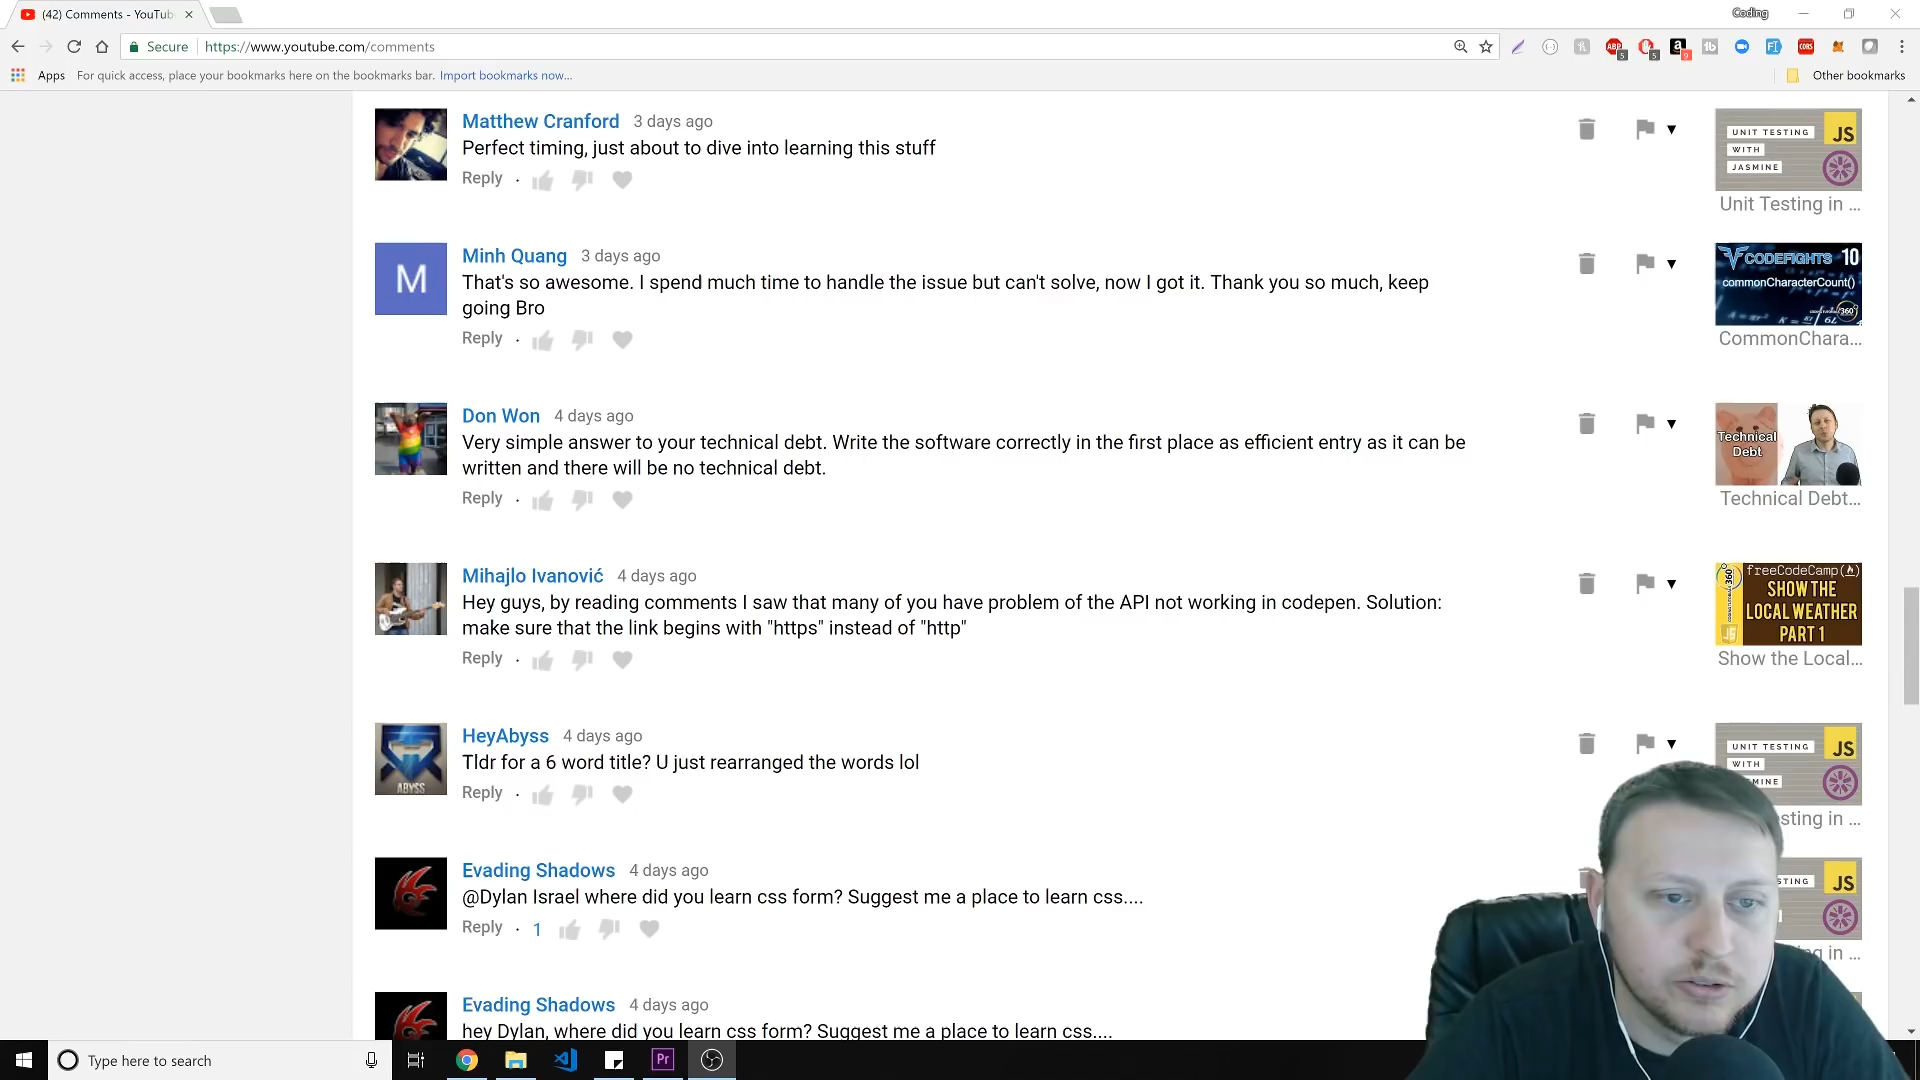 (42) Comments - YouTub
Coding
Secure
https://www.youtube.com/comments
Apps
For quick access, place your bookmarks here on the bookmarks bar. Import bookmarks now...
Other bookmarks
Matthew Cranford 3 days ago
Perfect timing, just about to dive into learning this stuff
Reply
UNIT TESTING
WITH
JASMINE
JS
Unit Testing in ...
Minh Quang 3 days ago
M
That's so awesome. I spend much time to handle the issue but can't solve, now I got it. Thank you so much, keep
going Bro
Reply
CODEFIGHTS 10
commonCharacterCount()
CommonChara...
Don Won 4 days ago
Very simple answer to your technical debt. Write the software correctly in the first place as efficient entry as it can be
written and there will be no technical debt.
Reply
Technical
Debt
Technical Debt...
Mihajlo Ivanović 4 days ago
Hey guys, by reading comments I saw that many of you have problem of the API not working in codepen. Solution:
make sure that the link begins with "https" instead of "http"
Reply
freeCodeCamp
SHOW THE
LOCAL WEATHER
PART 1
JS
Show the Local...
HeyAbyss 4 days ago
Tldr for a 6 word title? U just rearranged the words lol
ABYSS
Reply
UNIT TESTING
WITH
MINE
JS
sting in ...
Evading Shadows 4 days ago
@Dylan Israel where did you learn css form? Suggest me a place to learn css....
Reply · 1
STING
JS
ng in ...
Evading Shadows 4 days ago
hey Dylan, where did you learn css form? Suggest me a place to learn css....
Type here to search
Pr